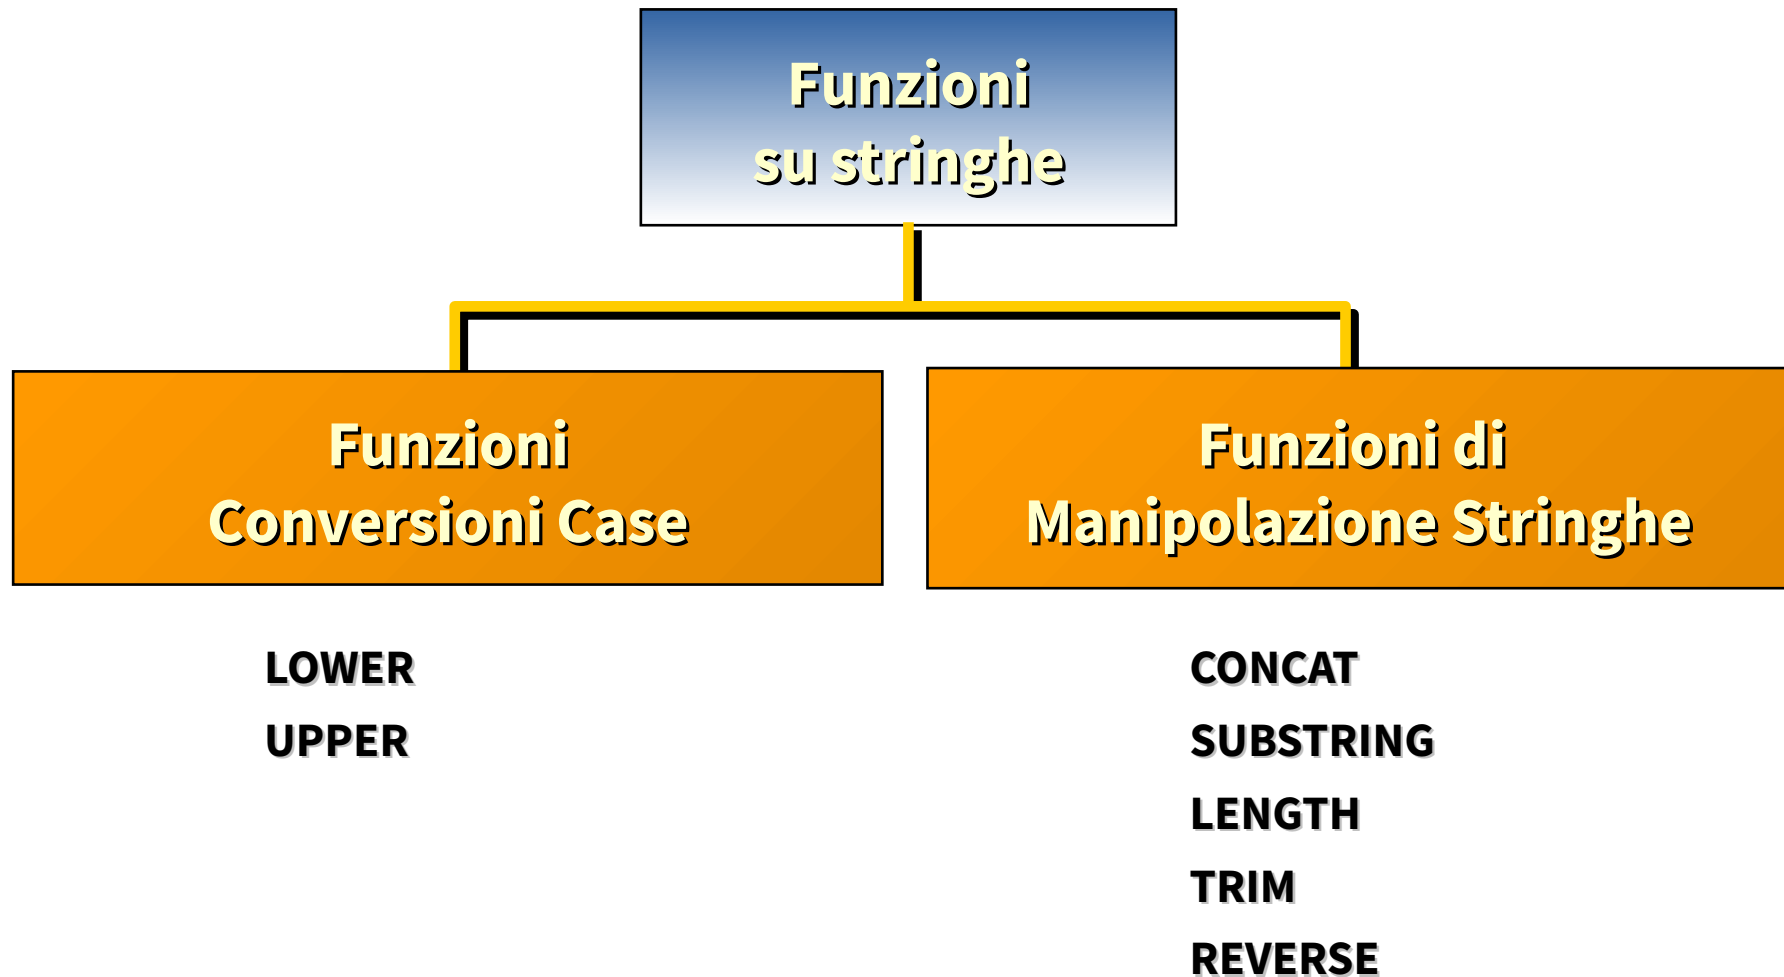 Funzioni
su stringhe
Funzioni
Conversioni Case
Funzioni di
Manipolazione Stringhe
LOWER
UPPER
CONCAT
SUBSTRING
LENGTH
TRIM
REVERSE